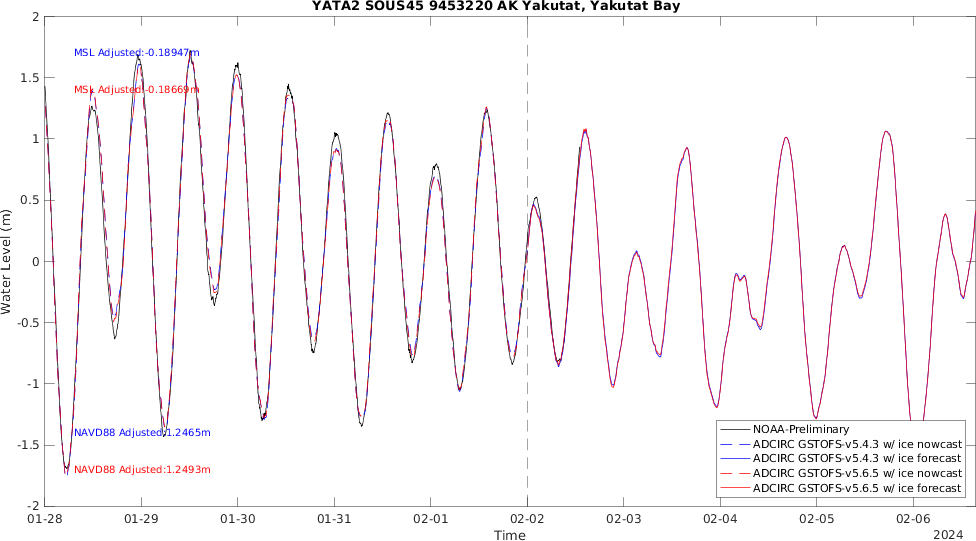 YATA2 SOUS45 9453220 AK Yakutat, Yakutat Bay
2
1.5
1
0.5
0
-0.5
-1
-1.5
-2
Water Level (m)
MSL Adjusted:-0.18947m
MSL Adjusted:-0.18669m
NAVD88 Adjusted:1.2465m
NAVD88 Adjusted:1.2493m
NOAA-Preliminary
ADCIRC GSTOFS-v5.4.3 w/ ice nowcast
ADCIRC GSTOFS-v5.4.3 w/ ice forecast
ADCIRC GSTOFS-v5.6.5 w/ ice nowcast
ADCIRC GSTOFS-v5.6.5 w/ ice forecast
01-28 01-29 01-30 01-31 02-01 02-02 02-03 02-04 02-05 02-06
Time
2024